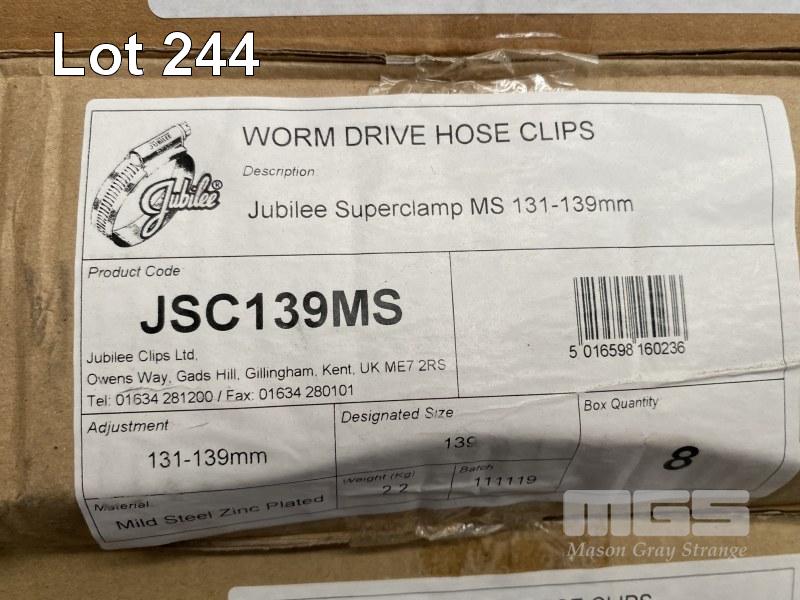 Lot 244
WORM DRIVE HOSE CLIPS
Description
JUBILEE
Jubilee®
Jubilee Superclamp MS 131-139mm
Product Code
JSC139MS
5 016598 160236
Jubilee Clips Ltd.
Owens Way, Gads Hill, Gillingham, Kent, UK ME7 2RS
Tel: 01634 281200 / Fax: 01634 280101
Adjustment
131-139mm
Designated Size
139
Box Quantity
8
Weight (Kg)
2.2
Batch
111119
Material
Mild Steel Zinc Plated
MGS
Mason Gray Strange
CLIPS